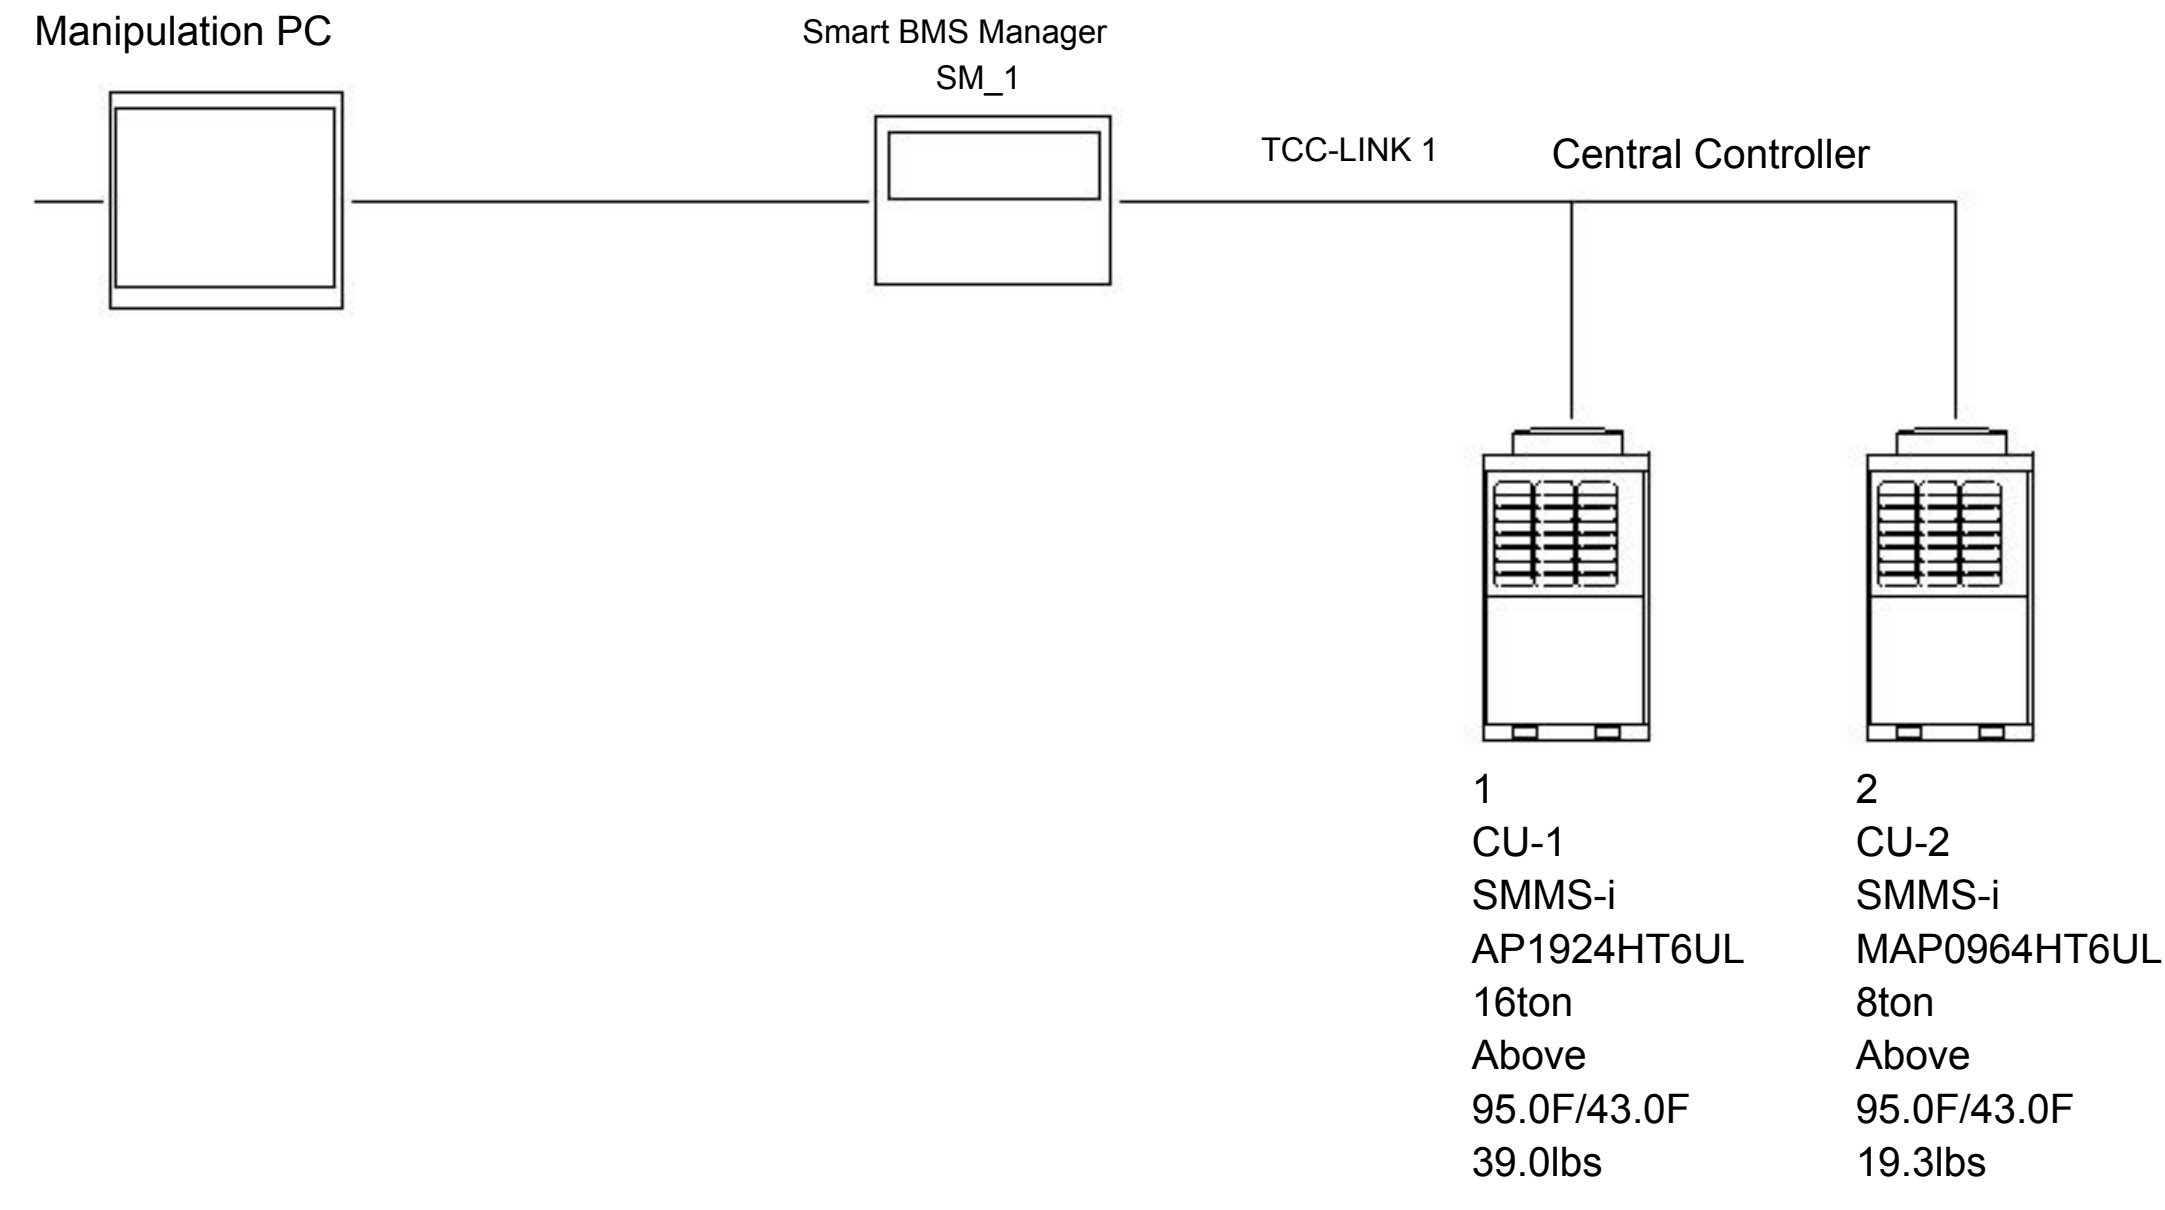 Manipulation PC
Smart BMS Manager
SM_1
TCC-LINK 1
Central Controller
1
CU-1
SMMS-i
AP1924HT6UL
16ton
Above
95.0F/43.0F
39.0lbs
2
CU-2
SMMS-i
MAP0964HT6UL
8ton
Above
95.0F/43.0F
19.3lbs